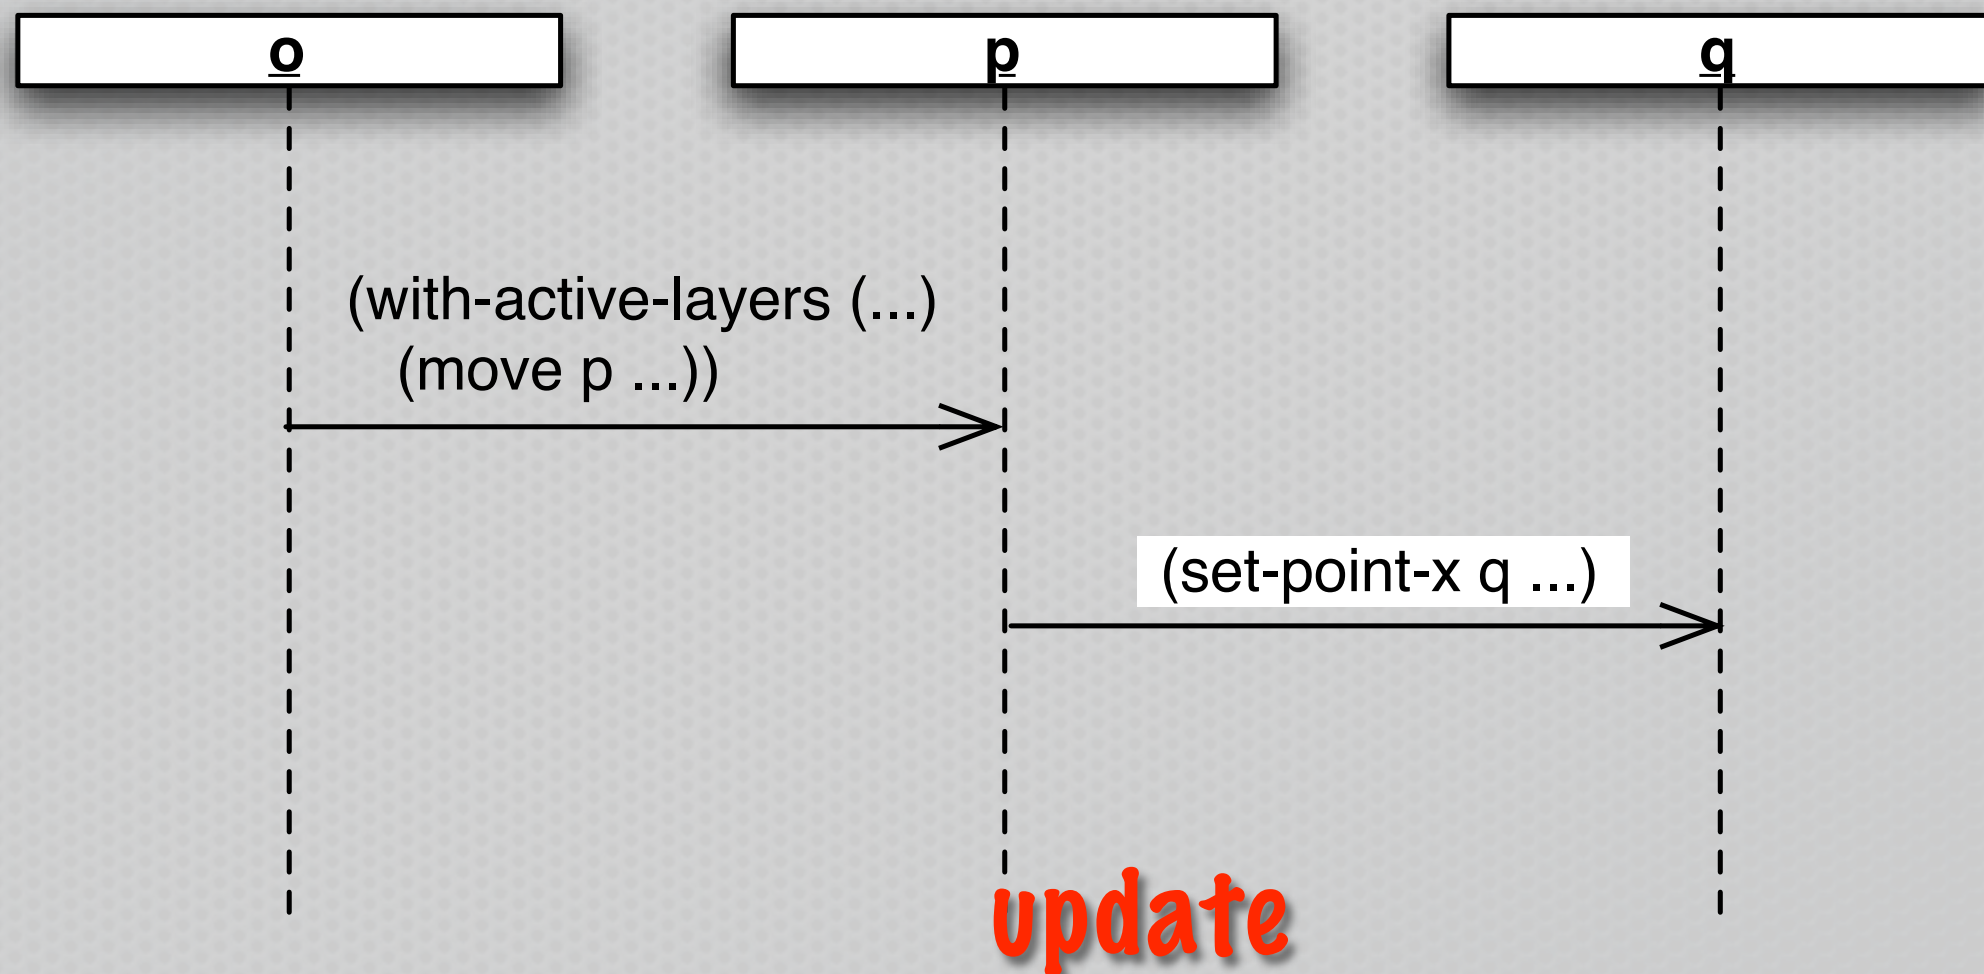 o
p
q
(with-active-layers (...)
(move p ...))
(set-point-x q ...)
update